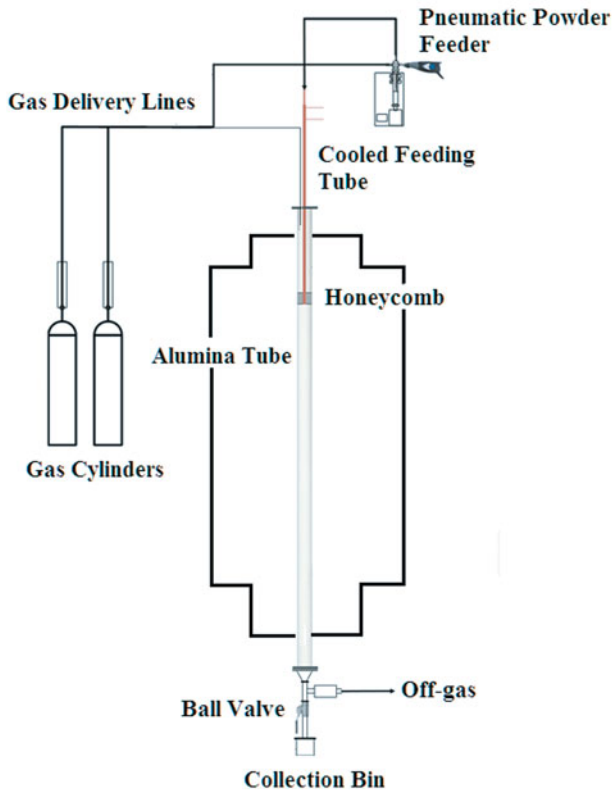 Pneumatic Powder
Feeder
Gas Delivery Lines
Cooled Feeding
Tube
Honeycomb
Alumina Tube
Gas Cylinders
Off-gas
Ball Valve
Collection Bin